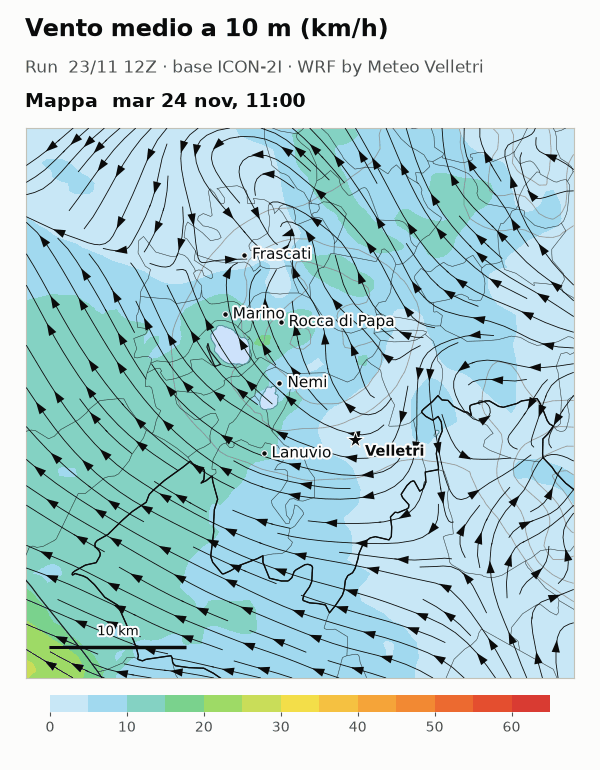 Vento medio a 10 m (km/h)
Run 23/11 12Z · base ICON-2I · WRF by Meteo Velletri
Mappa mar 24 nov, 11:00
Frascati
Marino
Rocca di Papa
Nemi
Velletri
Lanuvio
10 km
0 10 20 30 40 50 60